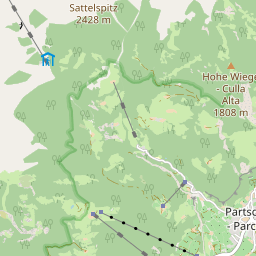 Sattelspitz
2428 m
Hohe Wiege
- Culla
Alta
1808 m
Partsc
- Parc